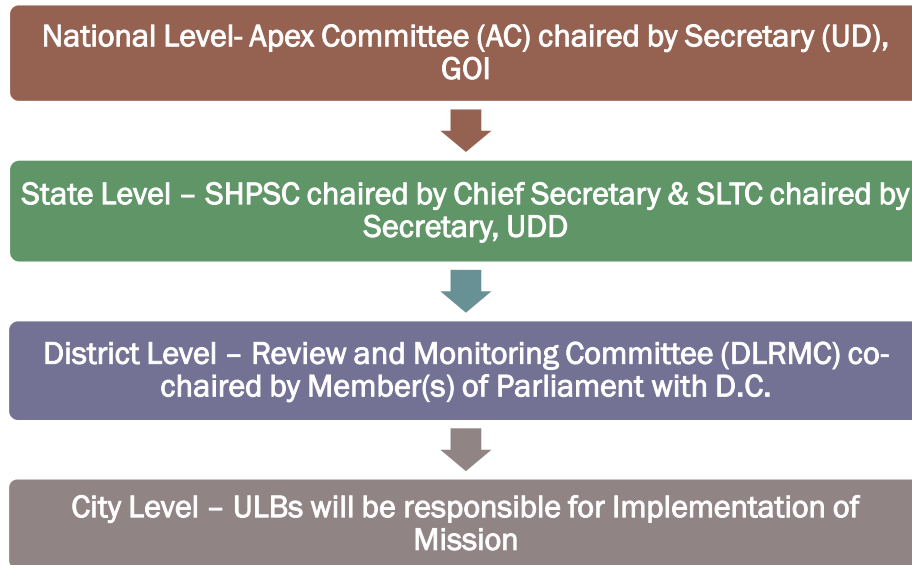 National Level- Apex Committee (AC) chaired by Secretary (UD),
GOI
State Level – SHPSC chaired by Chief Secretary & SLTC chaired by
Secretary, UDD
District Level – Review and Monitoring Committee (DLRMC) co-
chaired by Member(s) of Parliament with D.C.
City Level – ULBs will be responsible for Implementation of
Mission